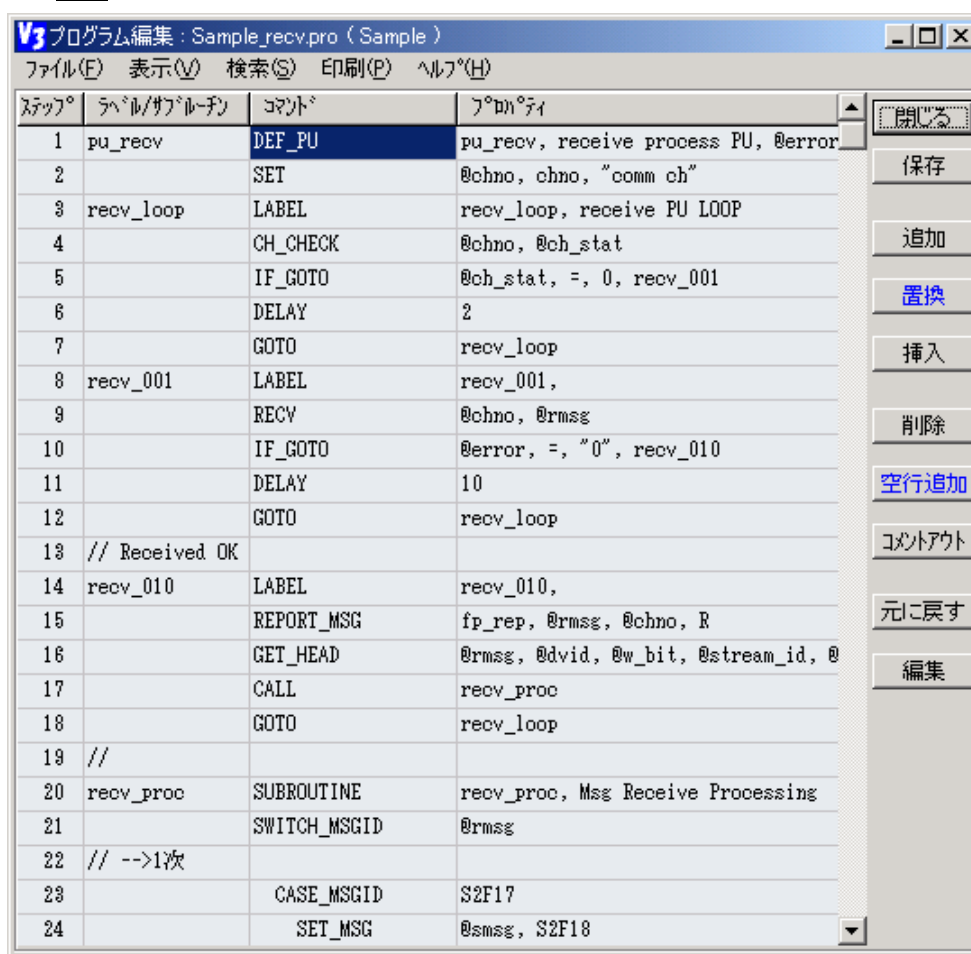 V3 プログラム編集 : Sample_recv.pro ( Sample )
ファイル(F) 表示(V) 検索(S) 印刷(P) ヘルプ(H)
ステップ ラベル/サブルーチン コマンド プロパティ
閉じる
1 pu_recv DEF_PU pu_recv, receive process PU, @error
2 SET @chno, chno, "comm ch"
保存
3 recv_loop LABEL recv_loop, receive PU LOOP
4 CH_CHECK @chno, @ch_stat
追加
5 IF_GOTO @ch_stat, =, 0, recv_001
置換
6 DELAY 2
7 GOTO recv_loop
挿入
8 recv_001 LABEL recv_001,
9 RECV @chno, @rmsg
削除
10 IF_GOTO @error, =, "0", recv_010
11 DELAY 10
空行追加
12 GOTO recv_loop
コメントアウト
13 // Received OK
14 recv_010 LABEL recv_010,
15 REPORT_MSG fp_rep, @rmsg, @chno, R
元に戻す
16 GET_HEAD @rmsg, @dvid, @w_bit, @stream_id, @
編集
17 CALL recv_proc
18 GOTO recv_loop
19 //
20 recv_proc SUBROUTINE recv_proc, Msg Receive Processing
21 SWITCH_MSGID @rmsg
22 // -->1次
23 CASE_MSGID S2F17
24 SET_MSG @smsg, S2F18